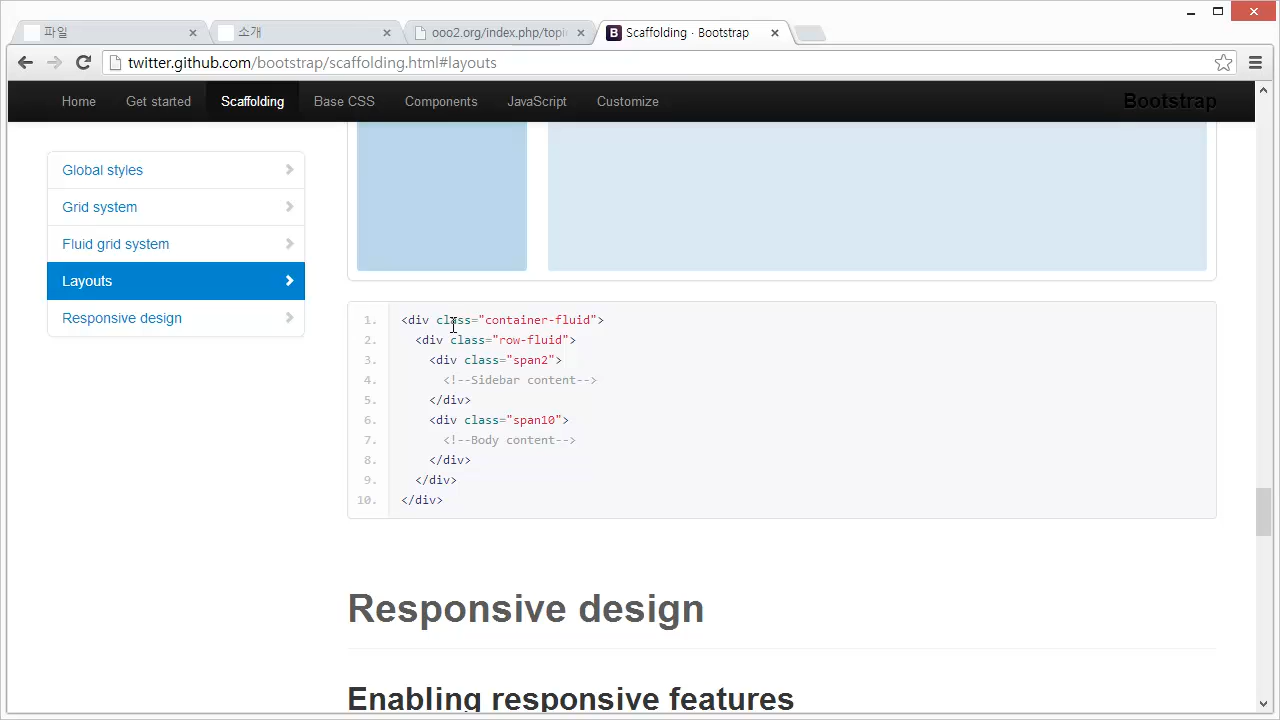 파일
소개
ooo2.org/index.php/topi
B Scaffolding · Bootstrap
twitter.github.com/bootstrap/scaffolding.html#layouts
Home Get started Scaffolding Base CSS Components JavaScript Customize Bootstrap
Global styles
Grid system
Fluid grid system
Layouts
Responsive design
1. <div class="container-fluid">
2. <div class="row-fluid">
3. <div class="span2">
4. <!--Sidebar content-->
5. </div>
6. <div class="span10">
7. <!--Body content-->
8. </div>
9. </div>
10. </div>
Responsive design
Enabling responsive features